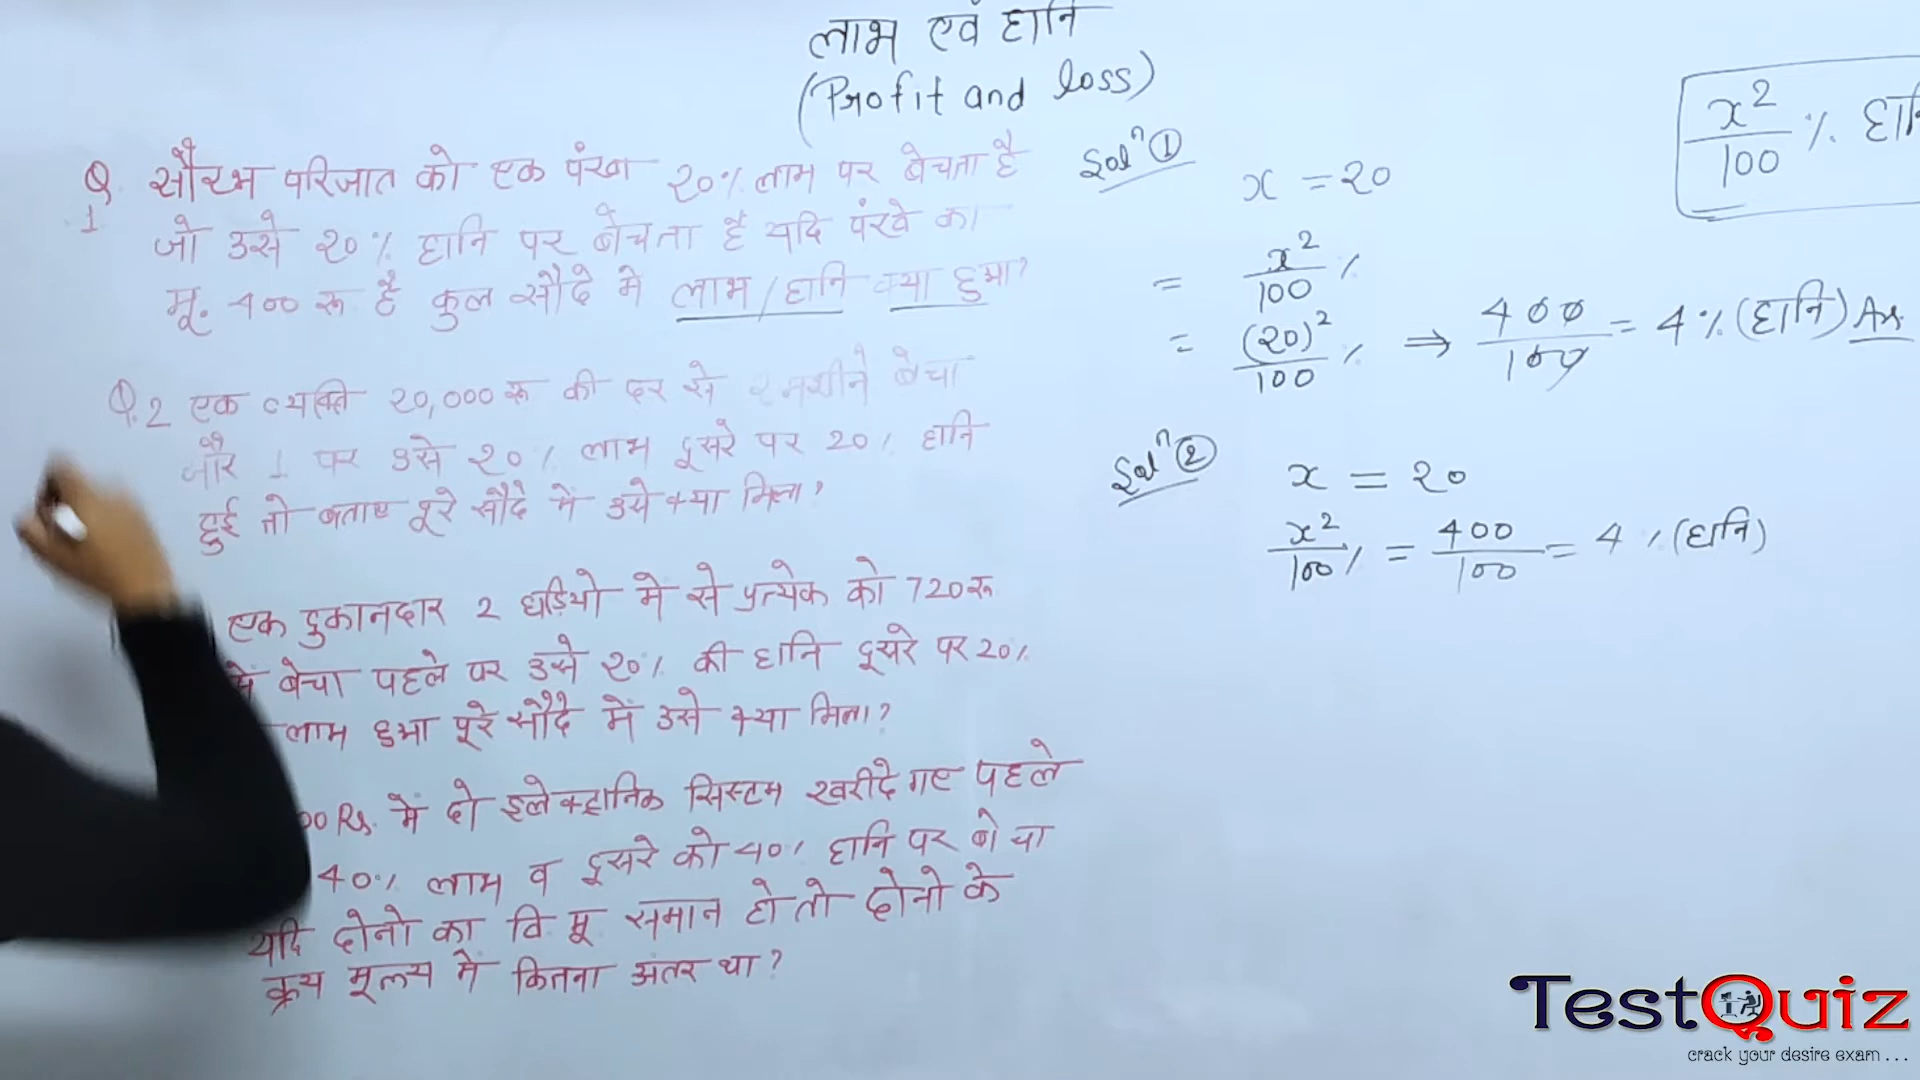 लाभ एवं हानि
(Profit and loss)
Q. सौरभ परिजात को एक पंखा 20% लाभ पर बेचता है
1
जो उसे 20% हानि पर बेचता है यदि पंखे का
मू. 400 रू है कुल सौदे मे लाभ/हानि क्या हुआ?
Q.2 एक व्यक्ति 20,000 रू की दर से 2 मशीने बेचा
और 1 पर उसे 20% लाभ दूसरे पर 20% हानि
हुई तो बताए पूरे सौदे में उसे क्या मिला?
एक दुकानदार 2 घड़ियो मे से प्रत्येक को 720 रू
में बेचा पहले पर उसे 20% की हानि दूसरे पर 20%
लाभ हुआ पूरे सौदे में उसे क्या मिला?
00 Rs. में दो इलेक्ट्रानिक सिस्टम खरीदे गए पहले
40% लाभ व दूसरे को 40% हानि पर बेचा
यदि दोनो का वि. मू. समान हो तो दोनो के
क्रय मूल्य मे कितना अंतर था?
Solⁿ ①
x = 20
= x²/100 %
= (20)²/100 % ⇒ 400/100 = 4% (हानि) Ans.
Solⁿ ②
x = 20
x²/100 % = 400/100 = 4% (हानि)
x²/100 %
TestQuiz
crack your desire exam . . .